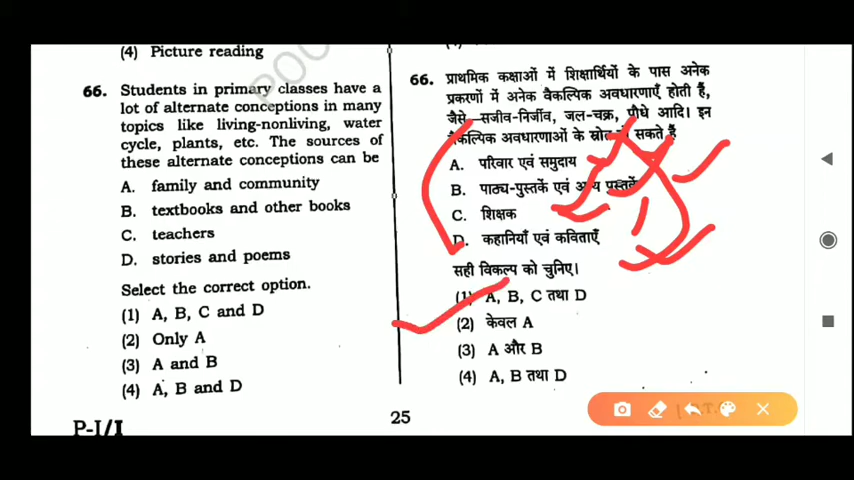 (4) Picture reading
66. Students in primary classes have a
lot of alternate conceptions in many
topics like living-nonliving, water
cycle, plants, etc. The sources of
these alternate conceptions can be
A. family and community
B. textbooks and other books
C. teachers
D. stories and poems
Select the correct option.
(1) A, B, C and D
(2) Only A
(3) A and B
(4) A, B and D
P-I/I
25
66. प्राथमिक कक्षाओं में शिक्षार्थियों के पास अनेक
प्रकरणों में अनेक वैकल्पिक अवधारणाएँ होती हैं,
जैसे—सजीव-निर्जीव, जल-चक्र, पौधे आदि। इन
वैकल्पिक अवधारणाओं के स्रोत हो सकते हैं
A. परिवार एवं समुदाय
B. पाठ्य-पुस्तकें एवं अन्य पुस्तकें
C. शिक्षक
D. कहानियाँ एवं कविताएँ
सही विकल्प को चुनिए।
(1) A, B, C तथा D
(2) केवल A
(3) A और B
(4) A, B तथा D